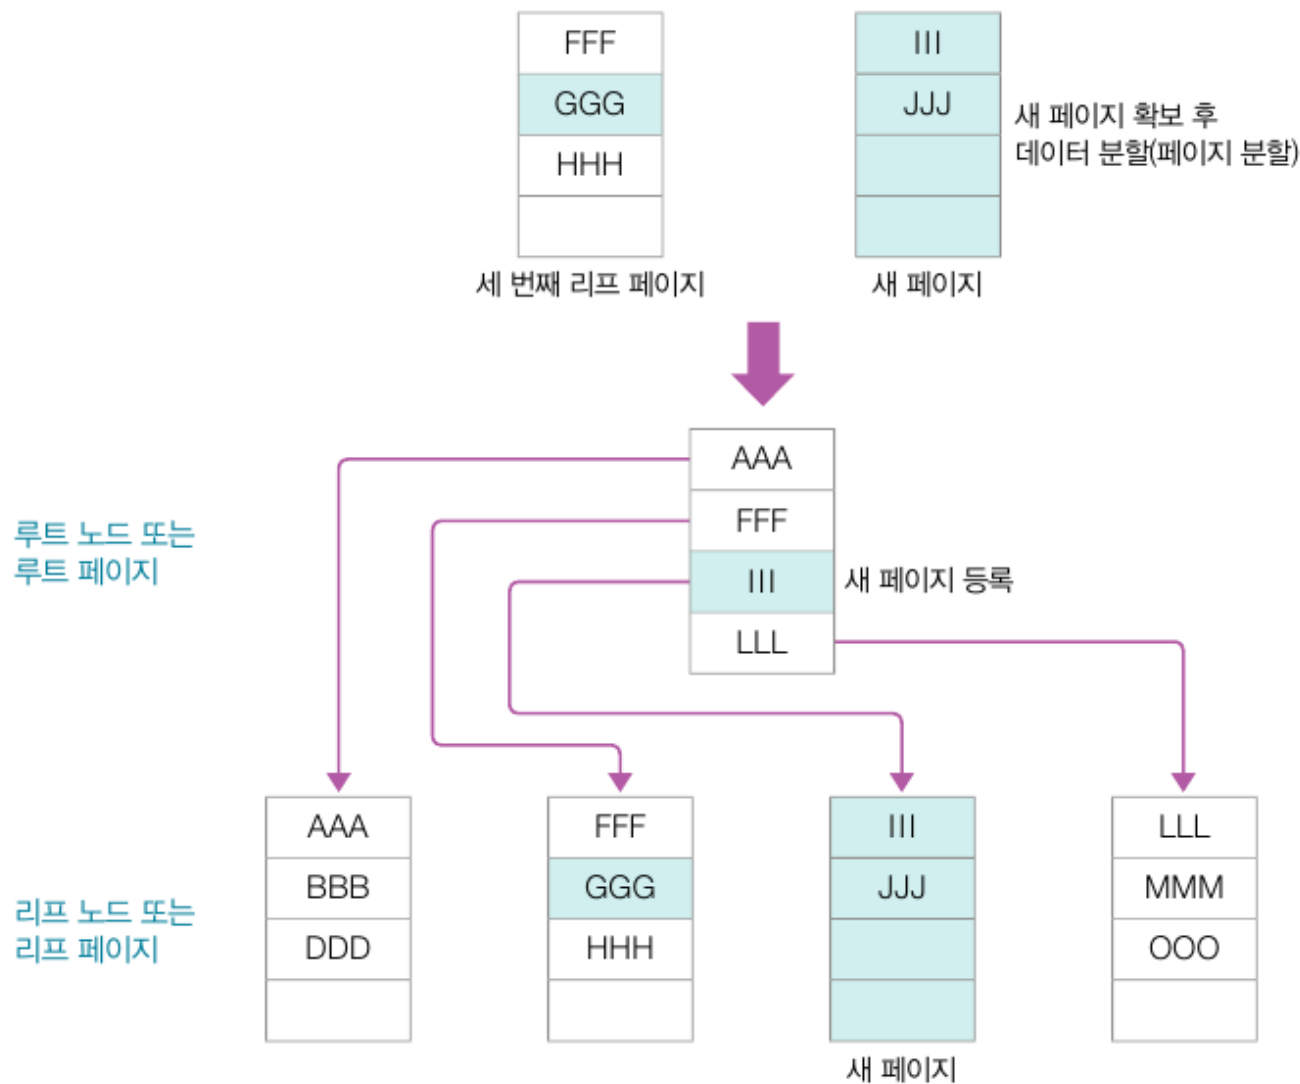 FFF
GGG
HHH
세 번째 리프 페이지
III
JJJ
새 페이지
새 페이지 확보 후
데이터 분할(페이지 분할)
루트 노드 또는
루트 페이지
AAA
FFF
III
LLL
새 페이지 등록
리프 노드 또는
리프 페이지
AAA
BBB
DDD
FFF
GGG
HHH
III
JJJ
새 페이지
LLL
MMM
OOO